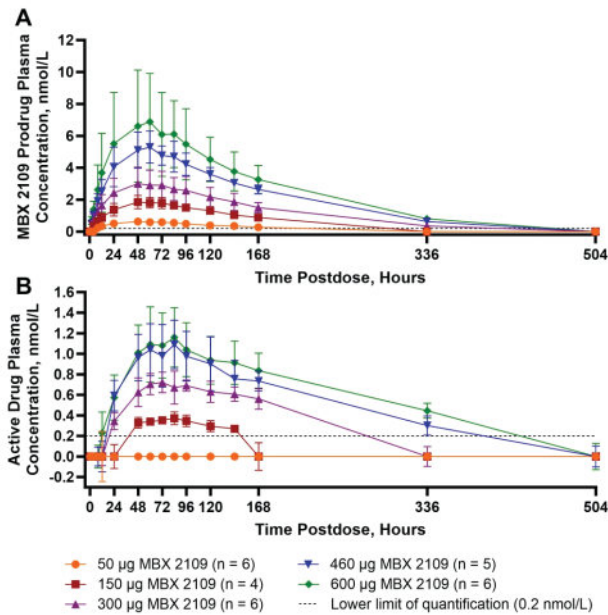 A
MBX 2109 Prodrug Plasma
Concentration, nmol/L
12
10
8
6
4
2
0
0 24 48 72 96 120 168 336 504
Time Postdose, Hours
B
Active Drug Plasma
Concentration, nmol/L
1.6
1.4
1.2
1.0
0.8
0.6
0.4
0.2
0.0
-0.2
0 24 48 72 96 120 168 336 504
Time Postdose, Hours
50 µg MBX 2109 (n = 6)
150 µg MBX 2109 (n = 4)
300 µg MBX 2109 (n = 6)
460 µg MBX 2109 (n = 5)
600 µg MBX 2109 (n = 6)
Lower limit of quantification (0.2 nmol/L)